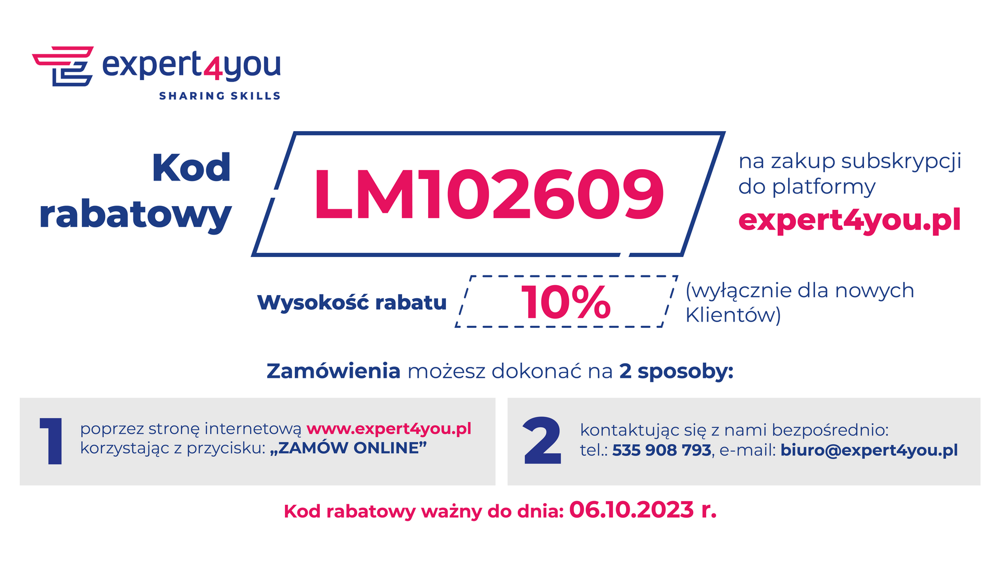 expert4you
SHARING SKILLS
Kod
rabatowy
LM102609
na zakup subskrypcji
do platformy
expert4you.pl
Wysokość rabatu
10%
(wyłącznie dla nowych
Klientów)
Zamówienia możesz dokonać na 2 sposoby:
1
poprzez stronę internetową www.expert4you.pl
korzystając z przycisku: „ZAMÓW ONLINE”
2
kontaktując się z nami bezpośrednio:
tel.: 535 908 793, e-mail: biuro@expert4you.pl
Kod rabatowy ważny do dnia: 06.10.2023 r.